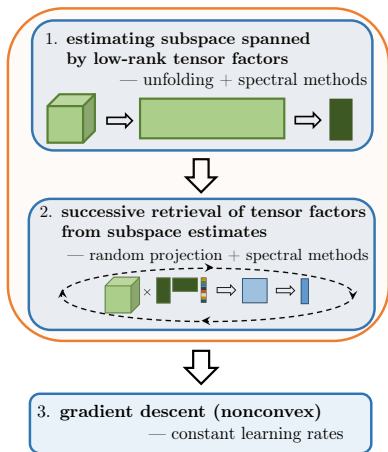 1. estimating subspace spanned
by low-rank tensor factors
— unfolding + spectral methods
2. successive retrieval of tensor factors
from subspace estimates
— random projection + spectral methods
×
3. gradient descent (nonconvex)
— constant learning rates